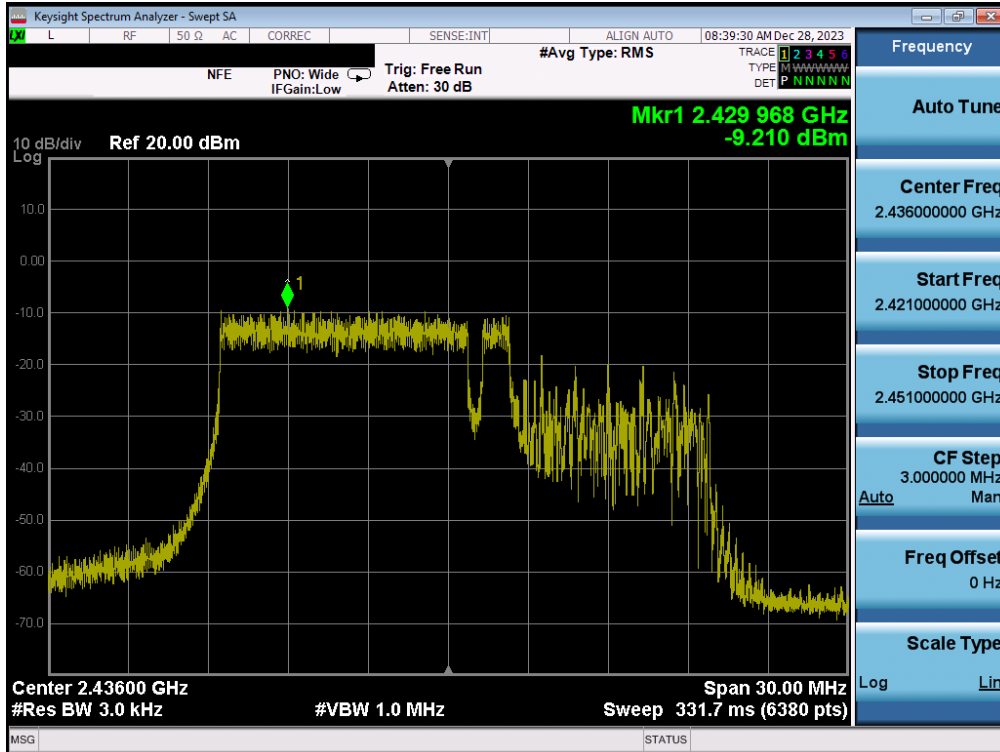 Keysight Spectrum Analyzer - Swept SA
LXI L RF 50 Ω AC CORREC SENSE:INT ALIGN AUTO 08:39:30 AM Dec 28, 2023
NFE PNO: Wide Trig: Free Run #Avg Type: RMS TRACE 1 2 3 4 5 6
IFGain:Low Atten: 30 dB TYPE M WWWWW
DET P N N N N N
Mkr1 2.429 968 GHz
-9.210 dBm
10 dB/div Ref 20.00 dBm
Log
10.0
0.00
1
-10.0
-20.0
-30.0
-40.0
-50.0
-60.0
-70.0
Center 2.43600 GHz Span 30.00 MHz
#Res BW 3.0 kHz #VBW 1.0 MHz Sweep 331.7 ms (6380 pts)
MSG STATUS
Frequency
Auto Tune
Center Freq
2.436000000 GHz
Start Freq
2.421000000 GHz
Stop Freq
2.451000000 GHz
CF Step
3.000000 MHz
Auto Man
Freq Offset
0 Hz
Scale Type
Log Lin